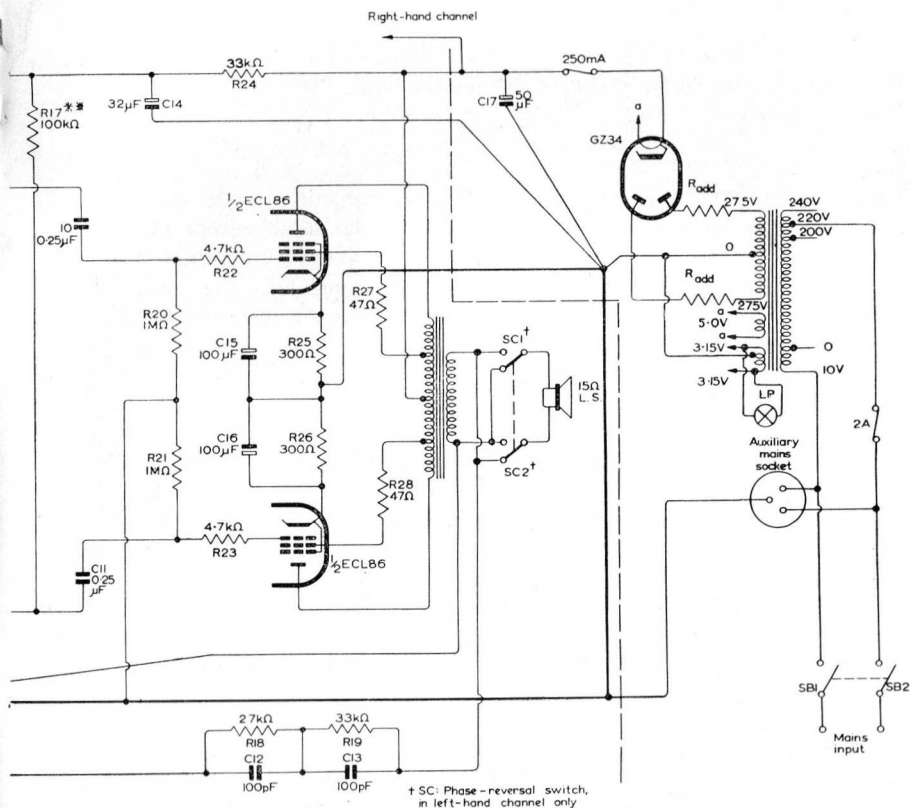 Right-hand channel
33kΩ
R24
250mA
R17**
100kΩ
32μF
C14
C17
50
μF
a
GZ34
½ECL86
Radd
275V
240V
220V
200V
10
0·25μF
4·7kΩ
R22
0
R27
47Ω
Radd
275V
R20
1MΩ
C15
100μF
R25
300Ω
SC1†
a
5·0V
a
3·15V
0
15Ω
L.S.
3·15V
10V
LP
2A
C16
100μF
R26
300Ω
Auxiliary
mains
socket
R21
1MΩ
SC2†
R28
47Ω
4·7kΩ
R23
½ECL86
C11
0·25
μF
SB1
SB2
27kΩ
R18
33kΩ
R19
Mains
input
C12
100pF
C13
100pF
† SC: Phase-reversal switch,
in left-hand channel only